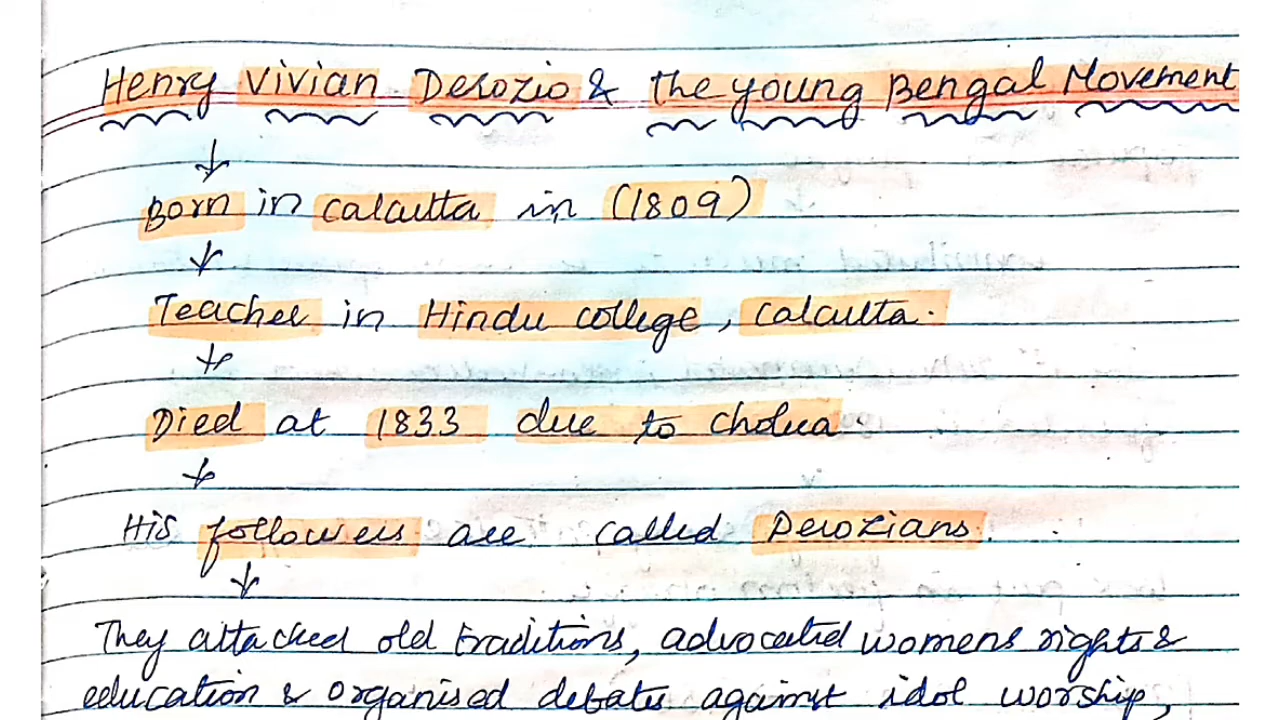 Henry Vivian Derozio & the young Bengal Movement
Born in Calcutta in (1809)
Teacher in Hindu college, Calcutta.
Died at 1833 due to Cholera.
His followers are called Derozians.
They attacked old traditions, advocated womens rights &
education & organised debates against idol worship,